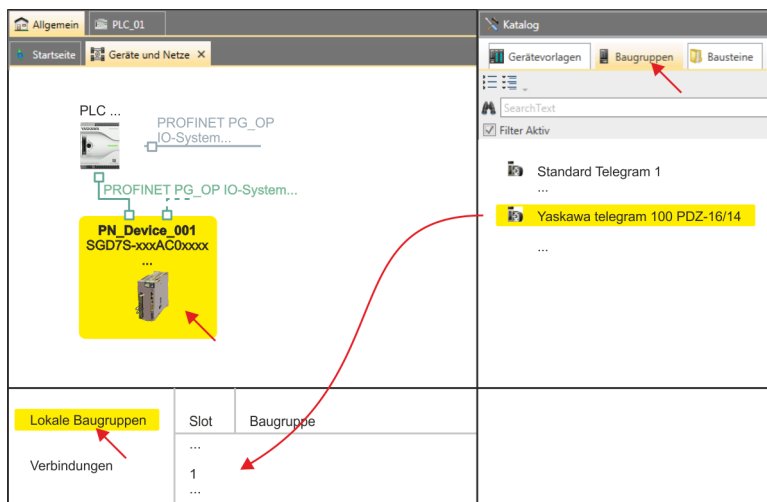 Allgemein
PLC_01
Startseite
Geräte und Netze
PLC ...
YASKAWA
PROFINET PG_OP
IO-System...
PROFINET PG_OP IO-System...
PN_Device_001
SGD7S-xxxAC0xxxx
...
Katalog
Gerätevorlagen
Baugruppen
Bausteine
SearchText
Filter Aktiv
Standard Telegram 1
...
Yaskawa telegram 100 PDZ-16/14
...
Lokale Baugruppen
Verbindungen
Slot
Baugruppe
...
1
...